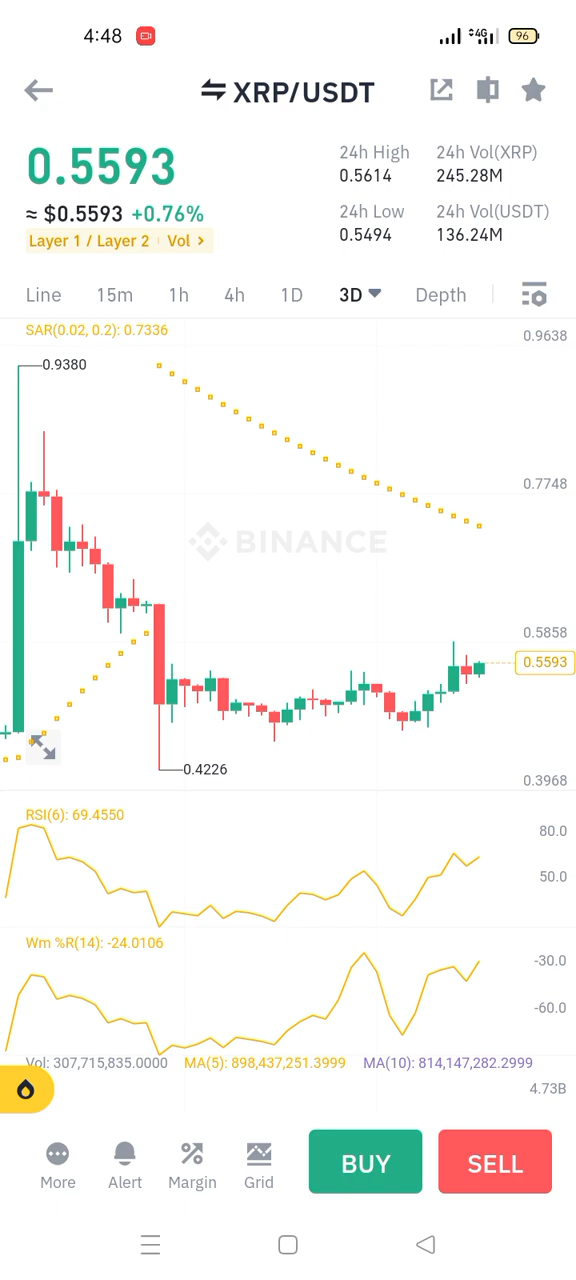 4:48
4G
96
XRP/USDT
0.5593
≈ $0.5593 +0.76%
Layer 1 / Layer 2 Vol >
24h High
0.5614
24h Vol(XRP)
245.28M
24h Low
0.5494
24h Vol(USDT)
136.24M
Line 15m 1h 4h 1D 3D Depth
SAR(0.02, 0.2): 0.7336
0.9638
0.9380
0.7748
BINANCE
0.5858
0.5593
0.4226
0.3968
RSI(6): 69.4550
80.0
50.0
Wm %R(14): -24.0106
-30.0
-60.0
Vol: 307,715,835.0000 MA(5): 898,437,251.3999 MA(10): 814,147,282.2999
4.73B
More Alert Margin Grid
BUY SELL